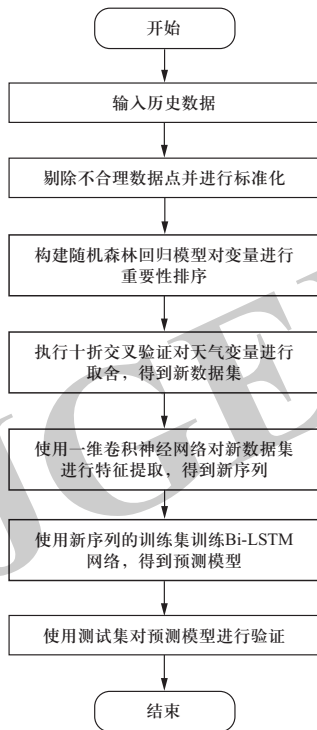 开始
输入历史数据
剔除不合理数据点并进行标准化
构建随机森林回归模型对变量进行
重要性排序
执行十折交叉验证对天气变量进行
取舍，得到新数据集
使用一维卷积神经网络对新数据集
进行特征提取，得到新序列
使用新序列的训练集训练Bi-LSTM
网络，得到预测模型
使用测试集对预测模型进行验证
结束